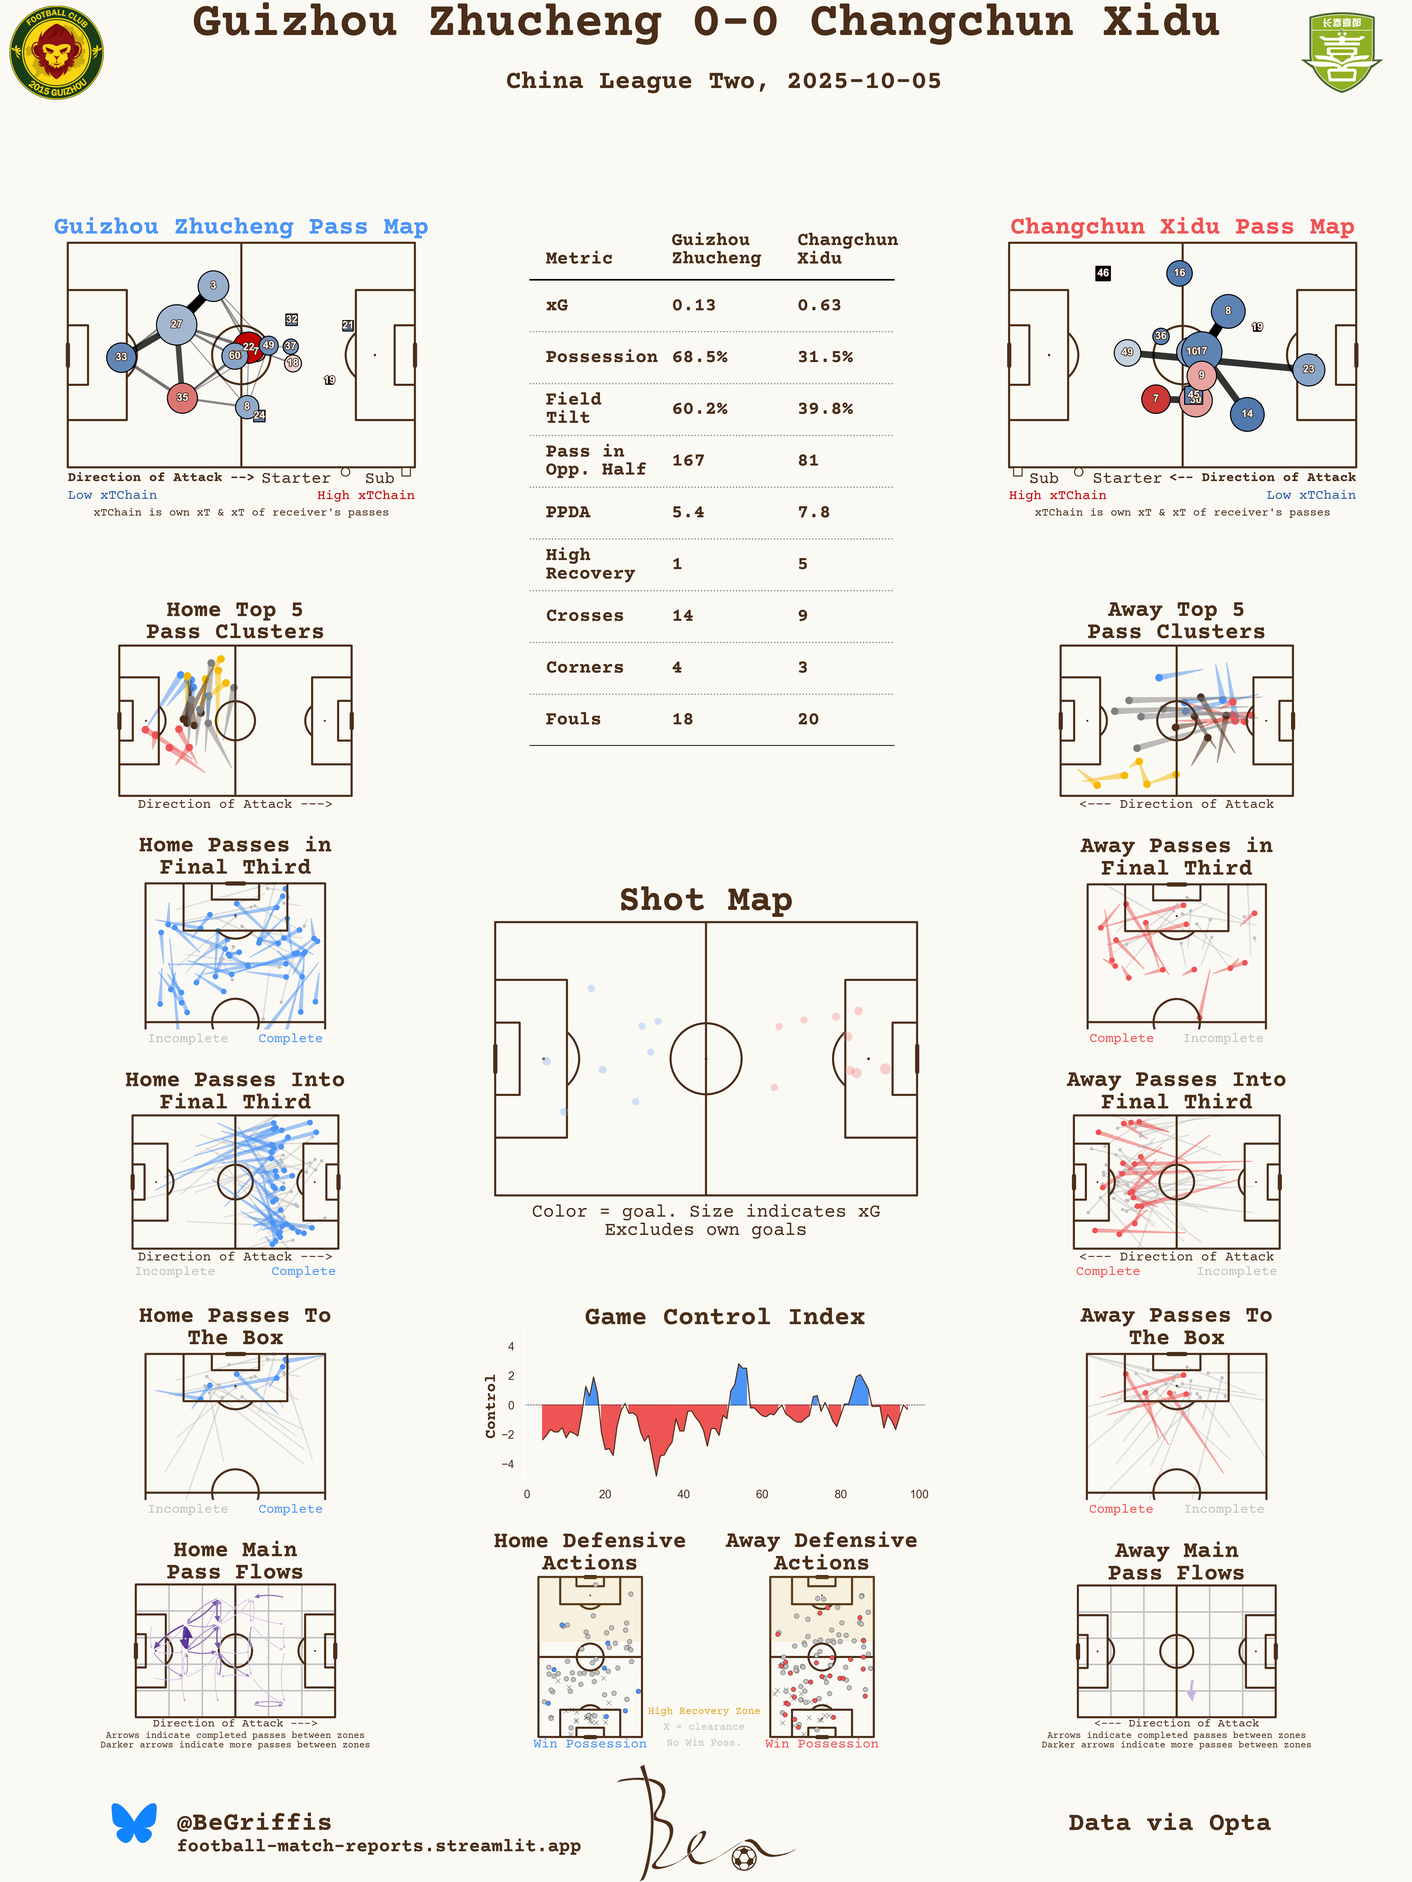 Guizhou Zhucheng 0-0 Changchun Xidu
China League Two, 2025-10-05
FOOTBALL CLUB
2015 GUIZHOU
长春喜都
喜
Guizhou Zhucheng Pass Map
3
27
33
35
60
22
7
49
37
18
32
21
19
8
24
Direction of Attack --> Starter Sub
Low xTChain High xTChain
xTChain is own xT & xT of receiver's passes
Metric Guizhou Zhucheng Changchun Xidu
xG 0.13 0.63
Possession 68.5% 31.5%
Field Tilt 60.2% 39.8%
Pass in Opp. Half 167 81
PPDA 5.4 7.8
High Recovery 1 5
Crosses 14 9
Corners 4 3
Fouls 18 20
Changchun Xidu Pass Map
46
16
8
19
36
49
10
17
9
23
7
45
30
14
Sub Starter <-- Direction of Attack
High xTChain Low xTChain
xTChain is own xT & xT of receiver's passes
Home Top 5
Pass Clusters
Direction of Attack --->
Away Top 5
Pass Clusters
<--- Direction of Attack
Home Passes in
Final Third
Incomplete Complete
Away Passes in
Final Third
Complete Incomplete
Shot Map
Color = goal. Size indicates xG
Excludes own goals
Home Passes Into
Final Third
Direction of Attack --->
Incomplete Complete
Away Passes Into
Final Third
<--- Direction of Attack
Complete Incomplete
Home Passes To
The Box
Incomplete Complete
Game Control Index
Control
4
2
0
−2
−4
0 20 40 60 80 100
Away Passes To
The Box
Complete Incomplete
Home Main
Pass Flows
Direction of Attack --->
Arrows indicate completed passes between zones
Darker arrows indicate more passes between zones
Home Defensive
Actions
Win Possession
High Recovery Zone
X = clearance
No Win Poss.
Away Defensive
Actions
Win Possession
Away Main
Pass Flows
<--- Direction of Attack
Arrows indicate completed passes between zones
Darker arrows indicate more passes between zones
@BeGriffis
football-match-reports.streamlit.app
Ben
Data via Opta